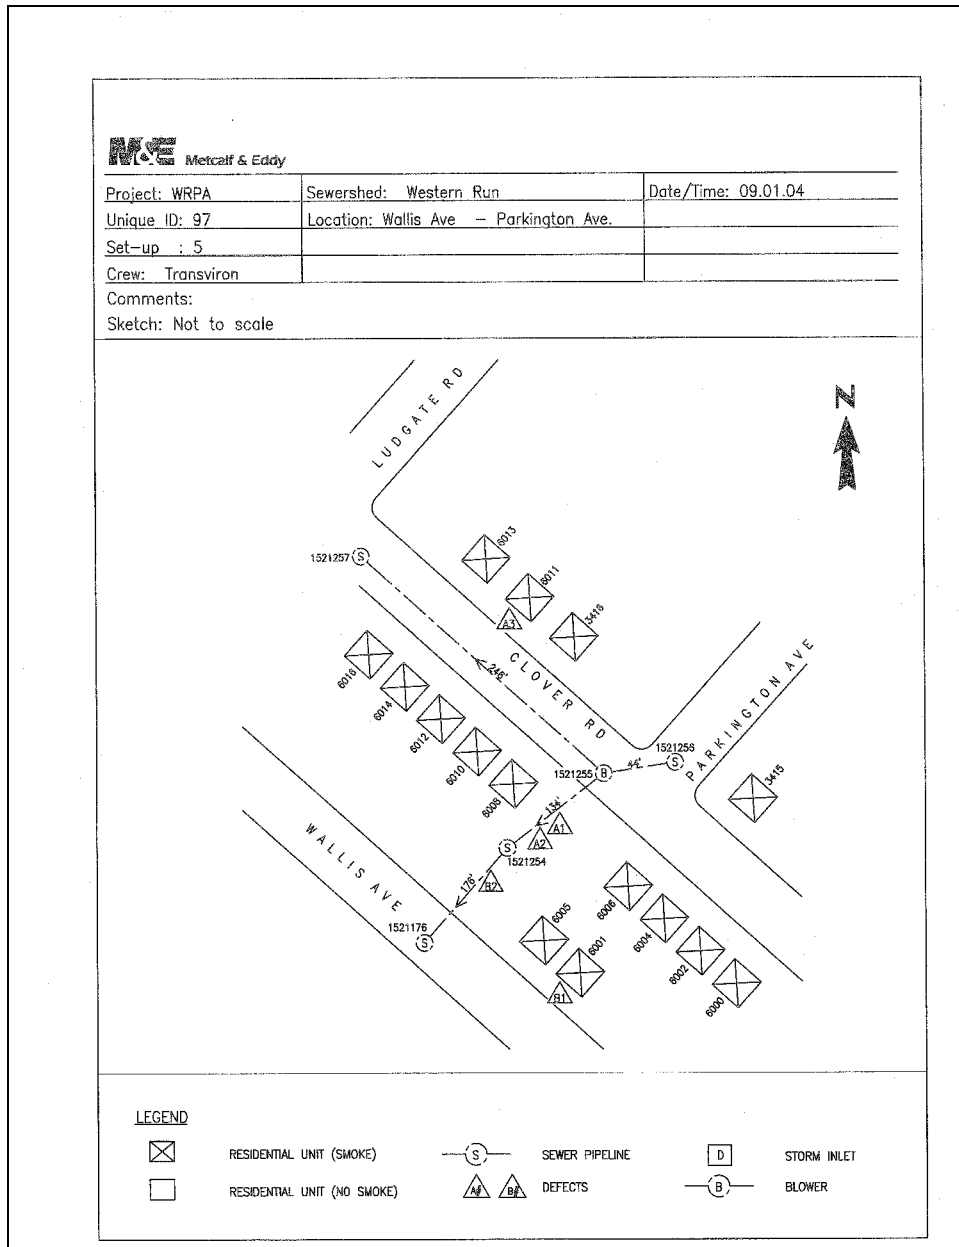 M&E Metcalf & Eddy
Project: WRPA
Sewershed: Western Run
Date/Time: 09.01.04
Unique ID: 97
Location: Wallis Ave – Parkington Ave.
Set-up : 5
Crew: Transviron
Comments:
Sketch: Not to scale
LUDGATE RD
N
6013
1521257 S
6011
A3
3416
CLOVER RD
246'
PARKINGTON AVE
6016
6014
6012
6010
6008
1521256
S
1521255 B
44'
3415
134'
A1
A2
S
1521254
WALLIS AVE
176'
B2
1521176
S
6005
6001
B1
6006
6004
6002
6000
LEGEND
RESIDENTIAL UNIT (SMOKE)
S SEWER PIPELINE
D STORM INLET
RESIDENTIAL UNIT (NO SMOKE)
A# B# DEFECTS
B BLOWER